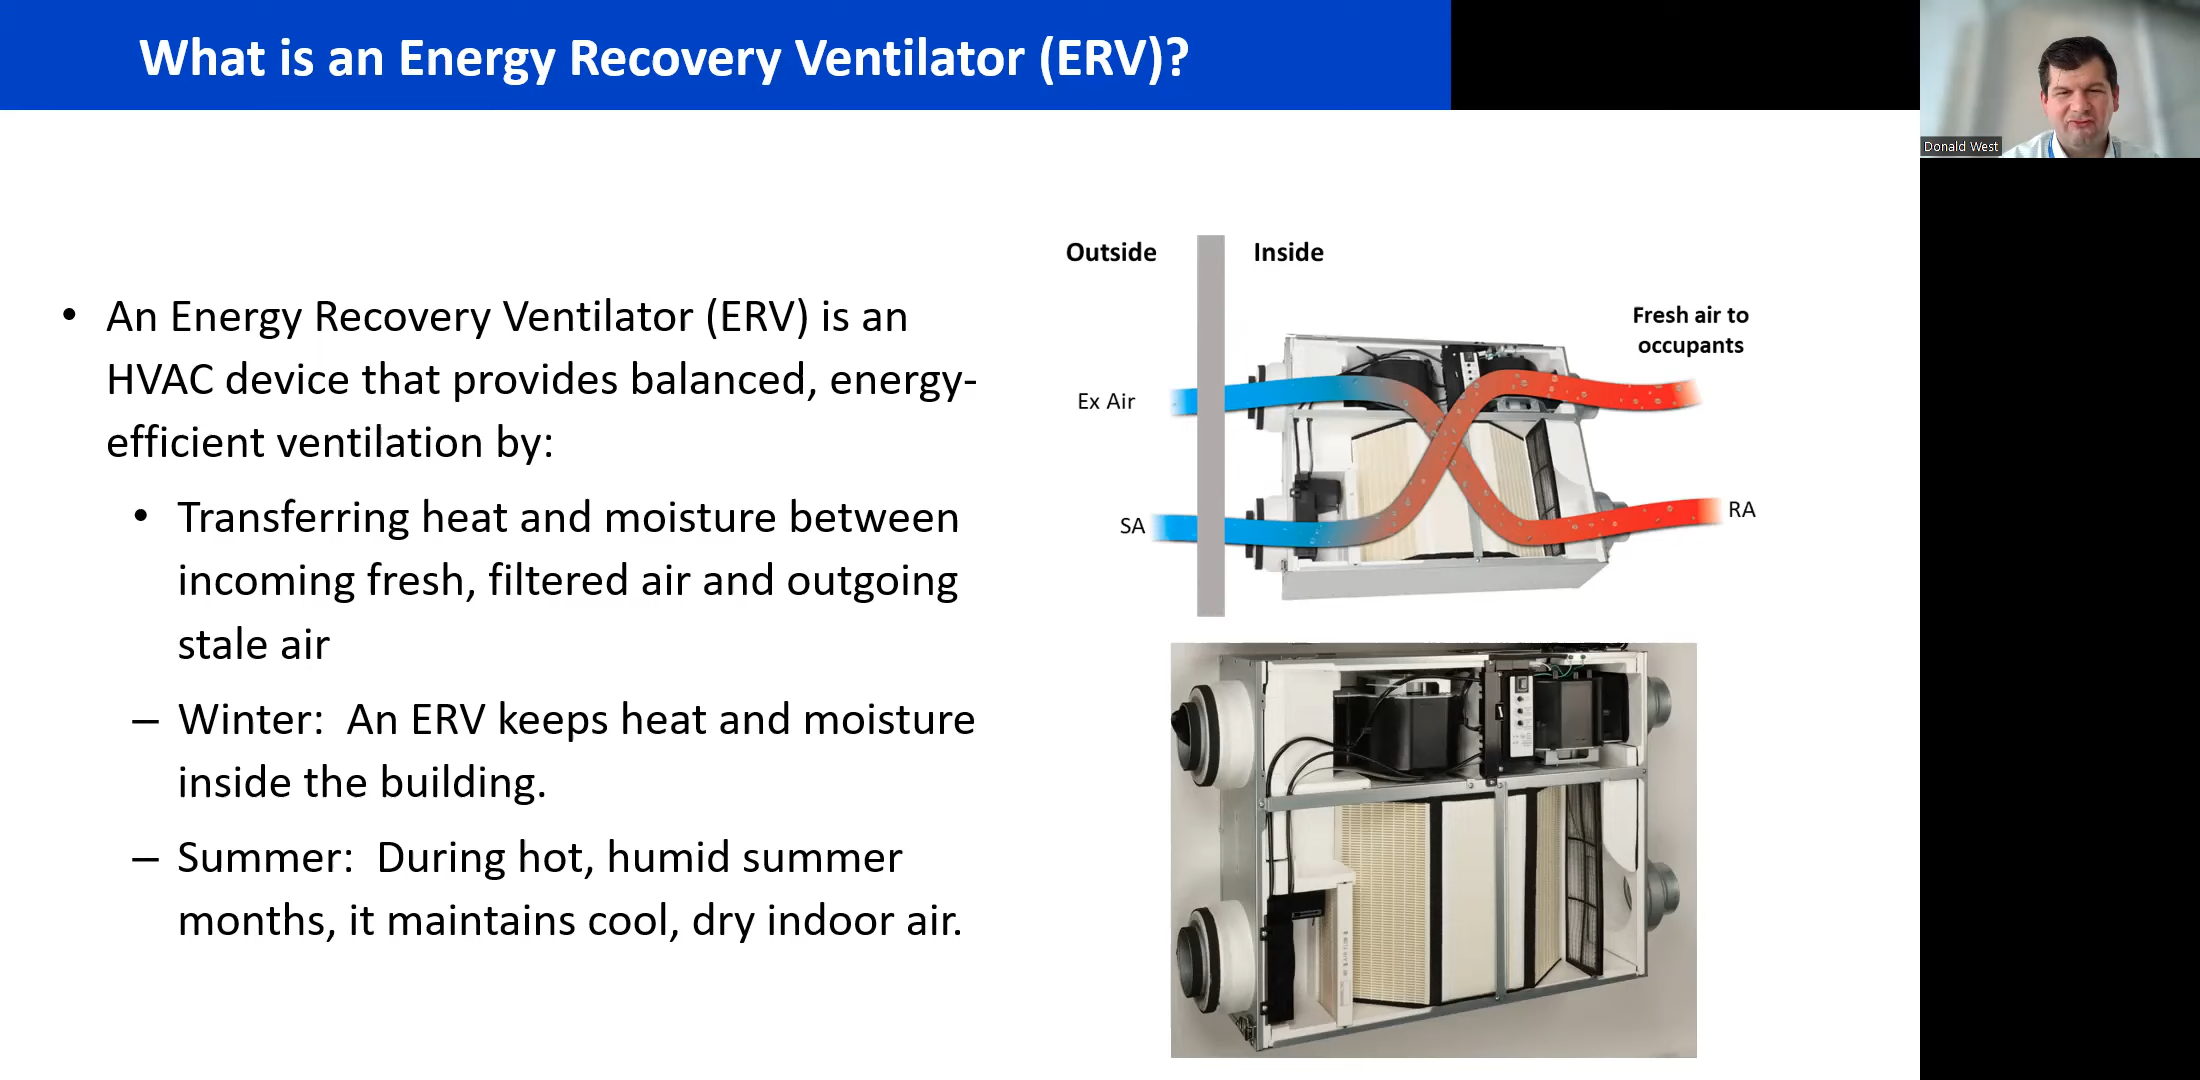 What is an Energy Recovery Ventilator (ERV)?
Donald West
• An Energy Recovery Ventilator (ERV) is an
HVAC device that provides balanced, energy-
efficient ventilation by:
• Transferring heat and moisture between
incoming fresh, filtered air and outgoing
stale air
– Winter:  An ERV keeps heat and moisture
inside the building.
– Summer:  During hot, humid summer
months, it maintains cool, dry indoor air.
Outside
Inside
Fresh air to
occupants
Ex Air
SA
RA